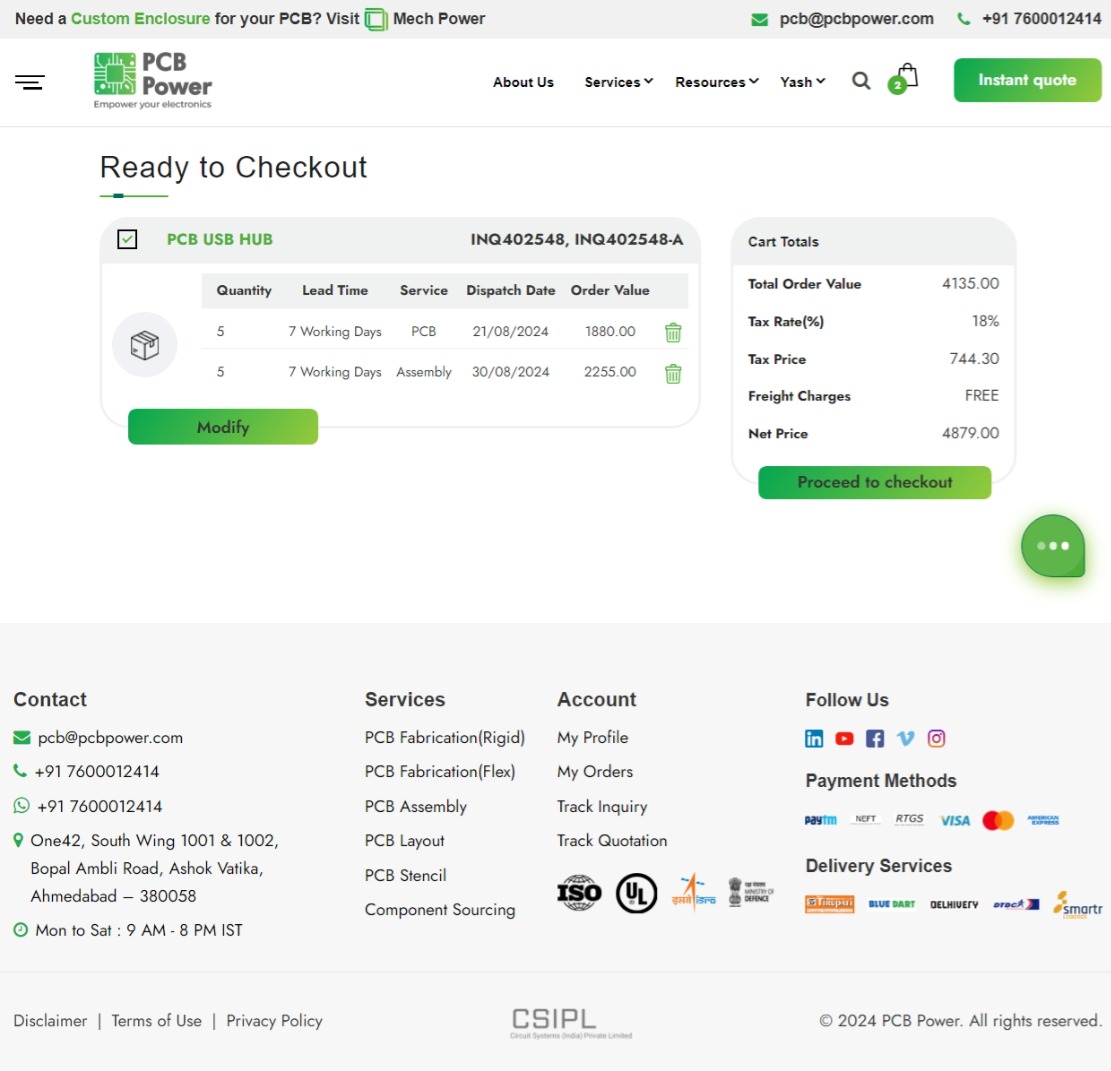 Need a Custom Enclosure for your PCB? Visit Mech Power pcb@pcbpower.com +91 7600012414
PCB
Power
Empower your electronics
About Us Services Resources Yash 2 Instant quote
Ready to Checkout
PCB USB HUB INQ402548, INQ402548-A
Quantity Lead Time Service Dispatch Date Order Value
5 7 Working Days PCB 21/08/2024 1880.00
5 7 Working Days Assembly 30/08/2024 2255.00
Modify
Cart Totals
Total Order Value 4135.00
Tax Rate(%) 18%
Tax Price 744.30
Freight Charges FREE
Net Price 4879.00
Proceed to checkout
Contact
pcb@pcbpower.com
+91 7600012414
+91 7600012414
One42, South Wing 1001 & 1002,
Bopal Ambli Road, Ashok Vatika,
Ahmedabad – 380058
Mon to Sat : 9 AM - 8 PM IST
Services
PCB Fabrication(Rigid)
PCB Fabrication(Flex)
PCB Assembly
PCB Layout
PCB Stencil
Component Sourcing
Account
My Profile
My Orders
Track Inquiry
Track Quotation
ISO UL इसरो isro MINISTRY OF
DEFENCE
Follow Us
in
Payment Methods
paytm NEFT RTGS VISA AMERICAN
EXPRESS
Delivery Services
Tirupati BLUE DART DELHIVERY DTDC smartr
Disclaimer | Terms of Use | Privacy Policy
CSIPL
Circuit Systems (India) Private Limited
© 2024 PCB Power. All rights reserved.